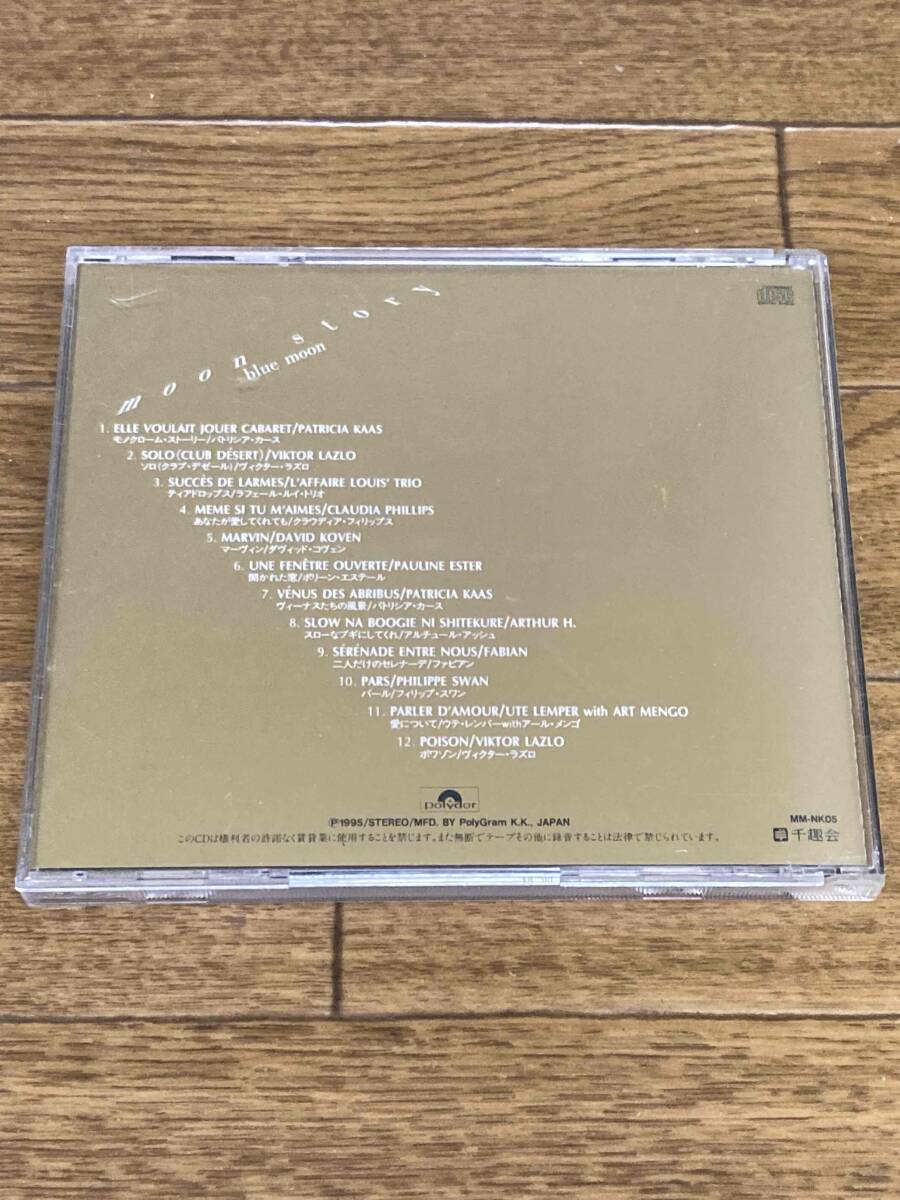 moon story
blue moon
1. ELLE VOULAIT JOUER CABARET/PATRICIA KAAS
モノクローム・ストーリー/パトリシア・カース
2. SOLO(CLUB DÉSERT)/VIKTOR LAZLO
ソロ(クラブ・デゼール)/ヴィクター・ラズロ
3. SUCCÈS DE LARMES/L'AFFAIRE LOUIS' TRIO
ティアドロップス/ラフェール・ルイ・トリオ
4. MEME SI TU M'AIMES/CLAUDIA PHILLIPS
あなたが愛してくれても/クラウディア・フィリップス
5. MARVIN/DAVID KOVEN
マーヴィン/ダヴィッド・コヴェン
6. UNE FENÊTRE OUVERTE/PAULINE ESTER
開かれた窓/ポリーン・エステール
7. VÉNUS DES ABRIBUS/PATRICIA KAAS
ヴィーナスたちの風景/パトリシア・カース
8. SLOW NA BOOGIE NI SHITEKURE/ARTHUR H.
スローなブギにしてくれ/アルチュール・アッシュ
9. SÉRÉNADE ENTRE NOUS/FABIAN
二人だけのセレナーデ/ファビアン
10. PARS/PHILIPPE SWAN
パール/フィリップ・スワン
11. PARLER D'AMOUR/UTE LEMPER with ART MENGO
愛について/ウテ・レンパーwithアール・メンゴ
12. POISON/VIKTOR LAZLO
ポワゾン/ヴィクター・ラズロ
polydor
Ⓟ1995/STEREO/MFD. BY PolyGram K.K., JAPAN
このCDは権利者の許諾なく賃貸業に使用することを禁じます。また無断でテープその他に録音することは法律で禁じられています。
MM-NK05
千趣会